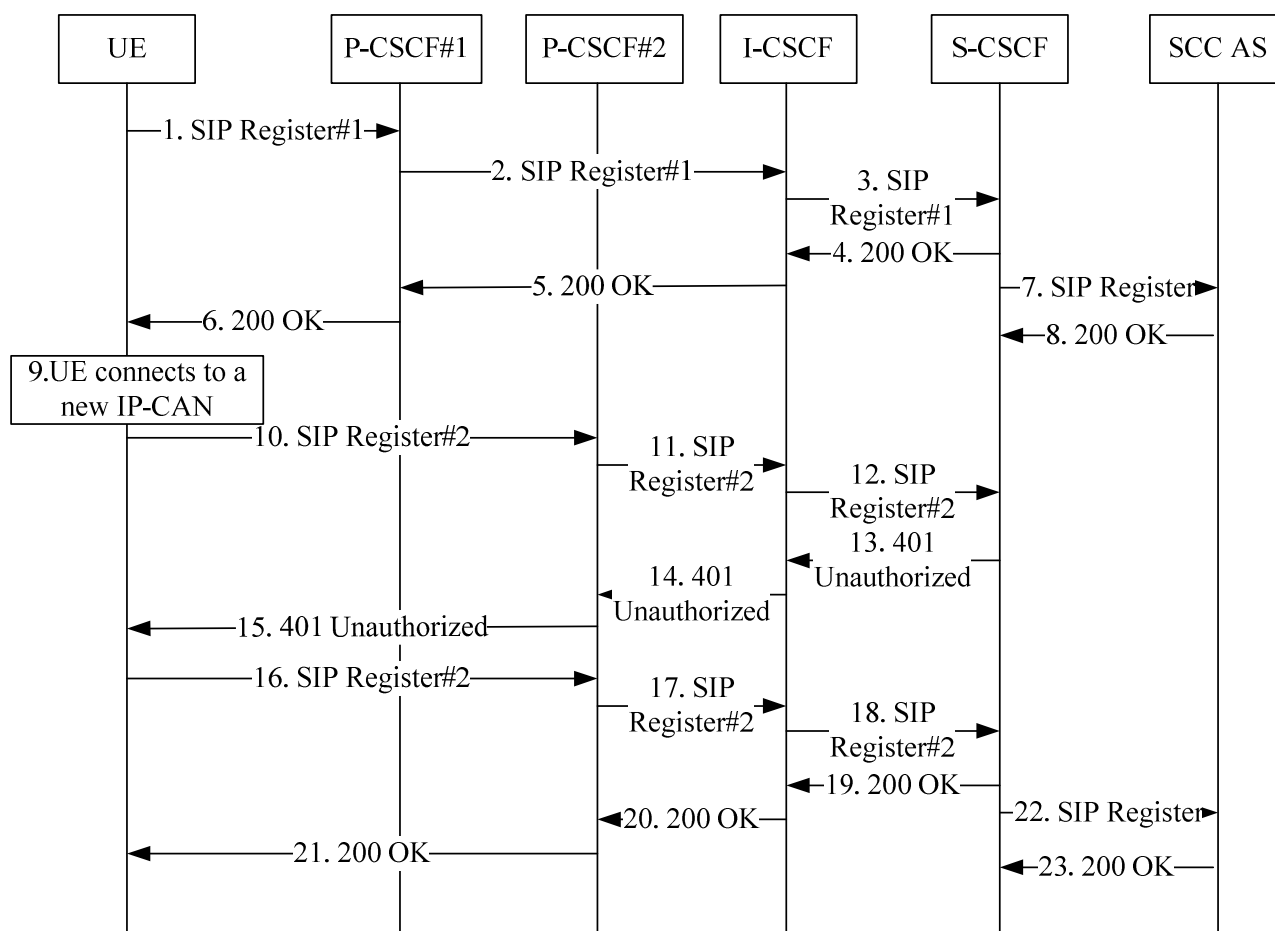 UE
P-CSCF#1
P-CSCF#2
I-CSCF
S-CSCF
SCC AS
1. SIP Register#1
2. SIP Register#1
3. SIP
Register#1
4. 200 OK
5. 200 OK
6. 200 OK
7. SIP Register
8. 200 OK
9.UE connects to a
new IP-CAN
10. SIP Register#2
11. SIP
Register#2
12. SIP
Register#2
13. 401
Unauthorized
14. 401
Unauthorized
15. 401 Unauthorized
16. SIP Register#2
17. SIP
Register#2
18. SIP
Register#2
19. 200 OK
20. 200 OK
21. 200 OK
22. SIP Register
23. 200 OK